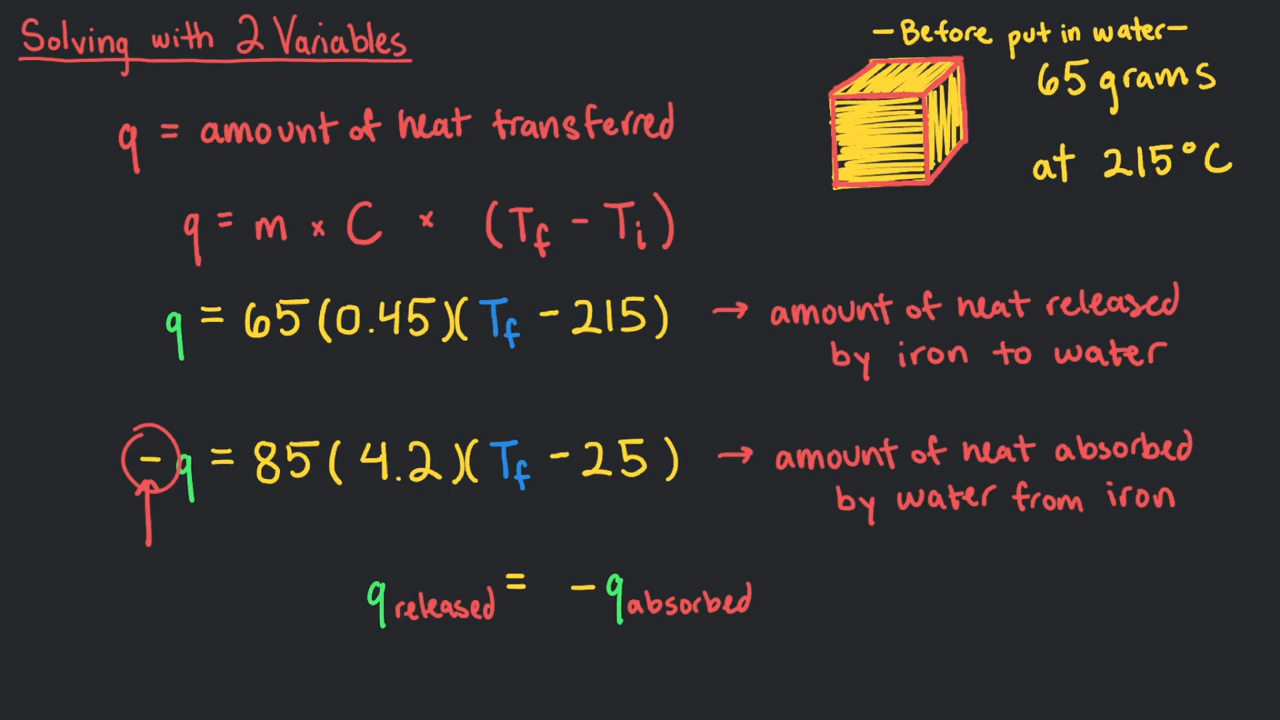 Solving with 2 Variables
- Before put in water -
65 grams
at 215°C
q = amount of heat transferred
q = m × C × (Tf - Ti)
q = 65(0.45)(Tf - 215) → amount of heat released
by iron to water
-q = 85(4.2)(Tf - 25) → amount of heat absorbed
by water from iron
q released = -q absorbed